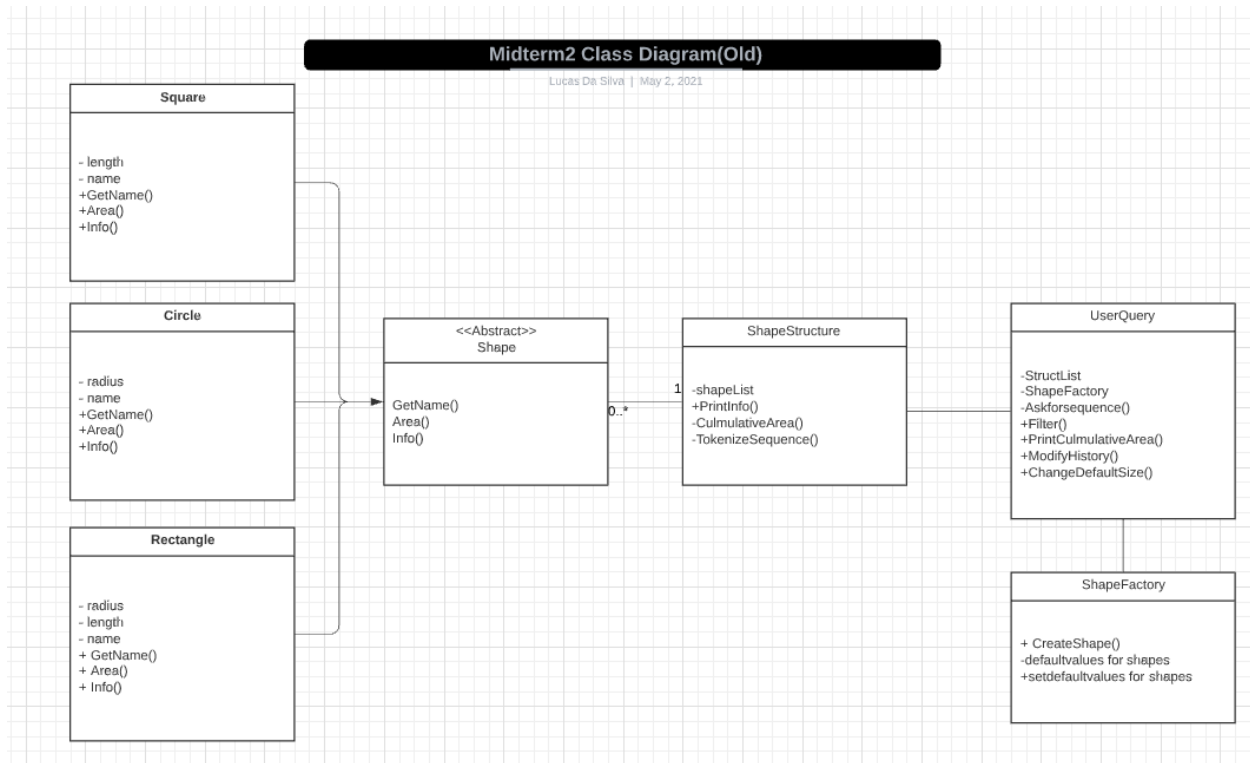 Midterm2 Class Diagram(Old)
Lucas Da Silva | May 2, 2021
Square
- length
- name
+GetName()
+Area()
+Info()
Circle
- radius
- name
+GetName()
+Area()
+Info()
Rectangle
- radius
- length
- name
+ GetName()
+ Area()
+ Info()
<<Abstract>>
Shape
GetName()
Area()
Info()
0..*
1
ShapeStructure
-shapeList
+PrintInfo()
-CulmulativeArea()
-TokenizeSequence()
UserQuery
-StructList
-ShapeFactory
-Askforsequence()
+Filter()
+PrintCulmulativeArea()
+ModifyHistory()
+ChangeDefaultSize()
ShapeFactory
+ CreateShape()
-defaultvalues for shapes
+setdefaultvalues for shapes